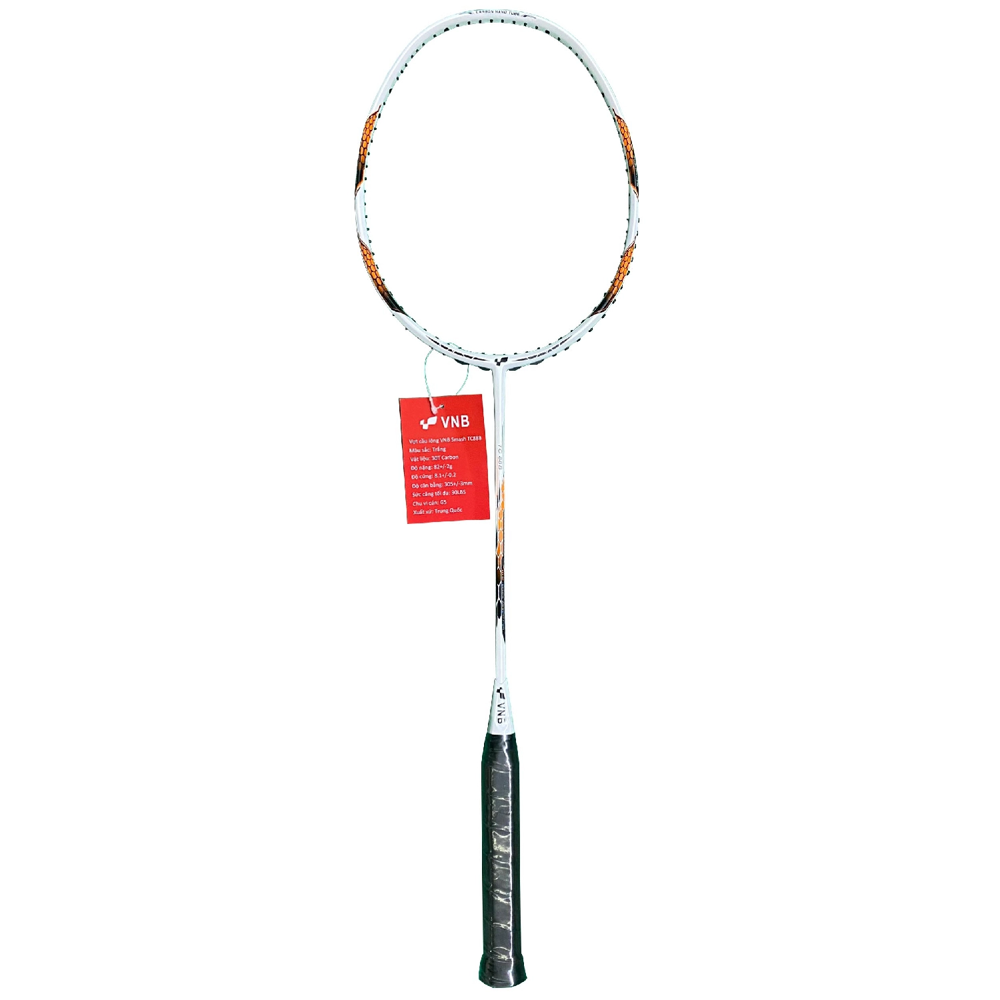 CARBON NANO TUBE
VNB
Vợt cầu lông VNB Smash TC88B
Màu sắc: Trắng
Vật liệu: 30T Carbon
Độ nặng: 82+/-2g
Độ cứng: 8.1+/-0.2
Độ cân bằng: 305+/-3mm
Sức căng tối đa: 30LBS
Chu vi cán: G5
Xuất xứ: Trung Quốc
TC 88B
VNB